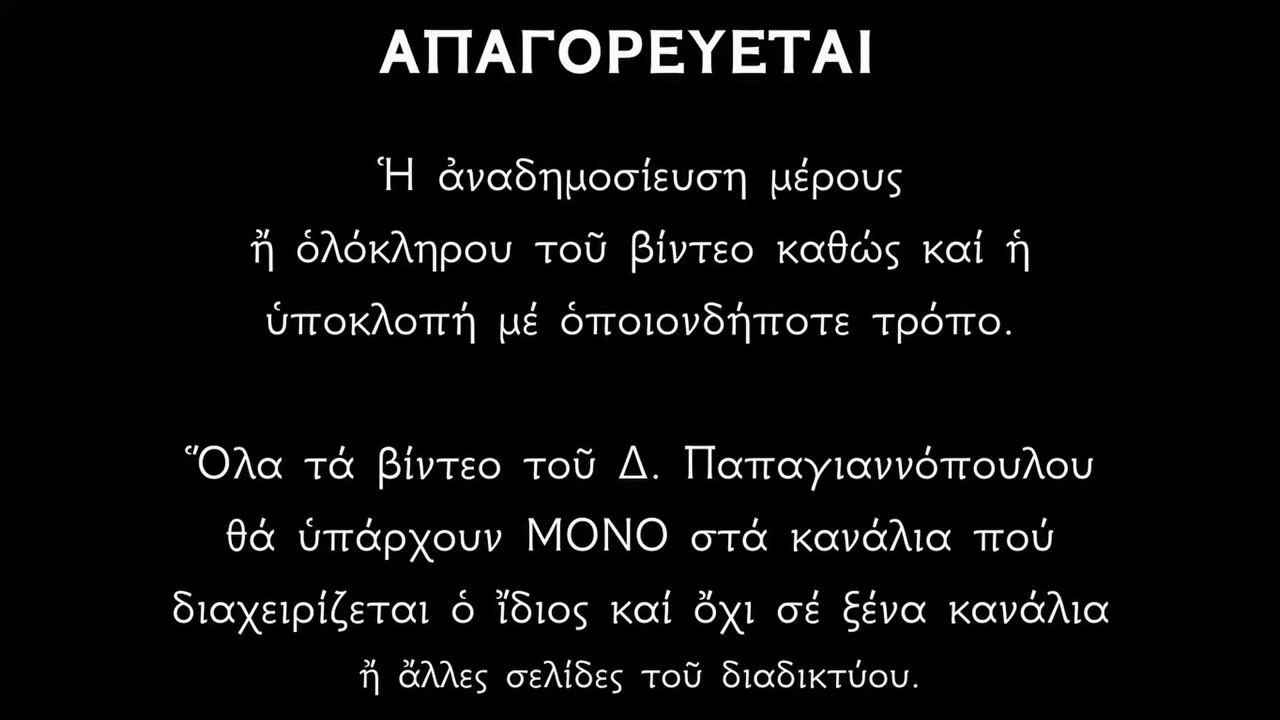 ΑΠΑΓΟΡΕΥΕΤΑΙ
Ἡ ἀναδημοσίευση μέρους
ἤ ὁλόκληρου τοῦ βίντεο καθώς καί ἡ
ὑποκλοπή μέ ὁποιονδήποτε τρόπο.
Ὅλα τά βίντεο τοῦ Δ. Παπαγιαννόπουλου
θά ὑπάρχουν ΜΟΝΟ στά κανάλια πού
διαχειρίζεται ὁ ἴδιος καί ὄχι σέ ξένα κανάλια
ἤ ἄλλες σελίδες τοῦ διαδικτύου.